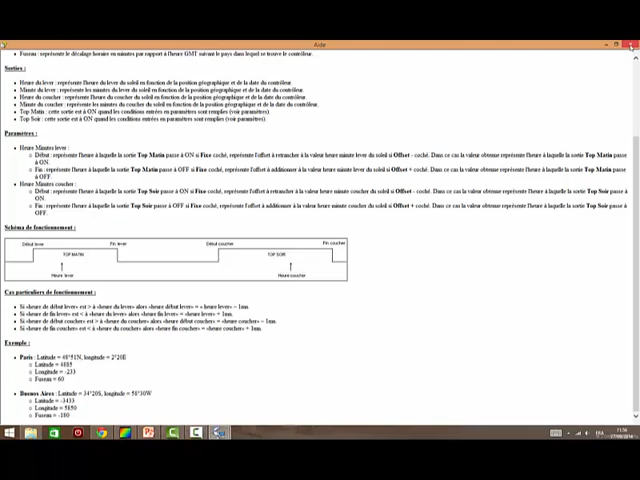 Aide
• Fuseau : représente le décalage horaire en minutes par rapport à l'heure GMT suivant le pays dans lequel se trouve le contrôleur.
Sorties :
• Heure du lever : représente l'heure du lever du soleil en fonction de la position géographique et de la date du contrôleur
• Minute du lever : représente les minutes du lever du soleil en fonction de la position géographique et de la date du contrôleur.
• Heure du coucher : représente l'heure du coucher du soleil en fonction de la position géographique et de la date du contrôleur.
• Minute du coucher : représente les minutes du coucher du soleil en fonction de la position géographique et de la date du contrôleur.
• Top Matin : cette sortie est à ON quand les conditions entrées en paramètres sont remplies (voir paramètres).
• Top Soir : cette sortie est à ON quand les conditions entrées en paramètres sont remplies (voir paramètres).
Paramètres :
• Heure Minutes lever :
o Début : représente l'heure à laquelle la sortie Top Matin passe à ON si Fixe coché, représente l'offset à retrancher à la valeur heure minute lever du soleil si Offset - coché. Dans ce cas la valeur obtenue représente l'heure à laquelle la sortie Top Matin passe
à ON.
o Fin : représente l'heure à laquelle la sortie Top Matin passe à OFF si Fixe coché, représente l'offset à additionner à la valeur heure minute lever du soleil si Offset + coché. Dans ce cas la valeur obtenue représente l'heure à laquelle la sortie Top Matin passe
à OFF.
• Heure Minutes coucher :
o Début : représente l'heure à laquelle la sortie Top Soir passe à ON si Fixe coché, représente l'offset à retrancher à la valeur heure minute coucher du soleil si Offset - coché. Dans ce cas la valeur obtenue représente l'heure à laquelle la sortie Top Soir passe à
ON.
o Fin : représente l'heure à laquelle la sortie Top Soir passe à OFF si Fixe coché, représente l'offset à additionner à la valeur heure minute coucher du soleil si Offset + coché. Dans ce cas la valeur obtenue représente l'heure à laquelle la sortie Top Soir passe à
OFF.
Schéma de fonctionnement :
Début lever Fin lever Début coucher Fin coucher
TOP MATIN TOP SOIR
Heure lever Heure coucher
Cas particuliers de fonctionnement :
• Si «heure de début lever» est > à «heure du lever» alors «heure début lever» = « heure lever» - 1mn.
• Si «heure de fin lever» est < à «heure du lever» alors «heure fin lever» = «heure lever» + 1mn.
• Si «heure de début coucher» est > à «heure du coucher» alors «heure début coucher» = «heure coucher» - 1mn.
• Si «heure de fin coucher» est < à «heure du coucher» alors «heure fin coucher» = «heure coucher» + 1mn.
Exemple :
• Paris : Latitude = 48°51N, longitude = 2°20E
o Latitude = 4885
o Longitude = -233
o Fuseau = 60
• Buenos Aires : Latitude = 34°20S, longitude = 58°30W
o Latitude = -3433
o Longitude = 5850
o Fuseau = -180
FRA
11:56
27/08/2014